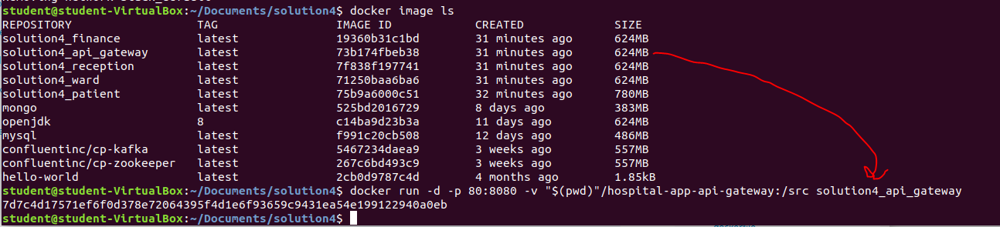 student@student-VirtualBox:~/Documents/solution4$ docker image ls
REPOSITORY TAG IMAGE ID CREATED SIZE
solution4_finance latest 19360b31c1bd 31 minutes ago 624MB
solution4_api_gateway latest 73b174fbeb38 31 minutes ago 624MB
solution4_reception latest 7f838f197741 31 minutes ago 624MB
solution4_ward latest 71250baa6ba6 31 minutes ago 624MB
solution4_patient latest 75b9a6000c51 32 minutes ago 780MB
mongo latest 525bd2016729 8 days ago 383MB
openjdk 8 c14ba9d23b3a 11 days ago 624MB
mysql latest f991c20cb508 12 days ago 486MB
confluentinc/cp-kafka latest 5467234daea9 3 weeks ago 557MB
confluentinc/cp-zookeeper latest 267c6bd493c9 3 weeks ago 557MB
hello-world latest 2cb0d9787c4d 4 months ago 1.85kB
student@student-VirtualBox:~/Documents/solution4$ docker run -d -p 80:8080 -v "$(pwd)"/hospital-app-api-gateway:/src solution4_api_gateway
7d7c4d17571ef6f0d378e72064395f4d1e6f93659c9431ea54e199122940a0eb
student@student-VirtualBox:~/Documents/solution4$